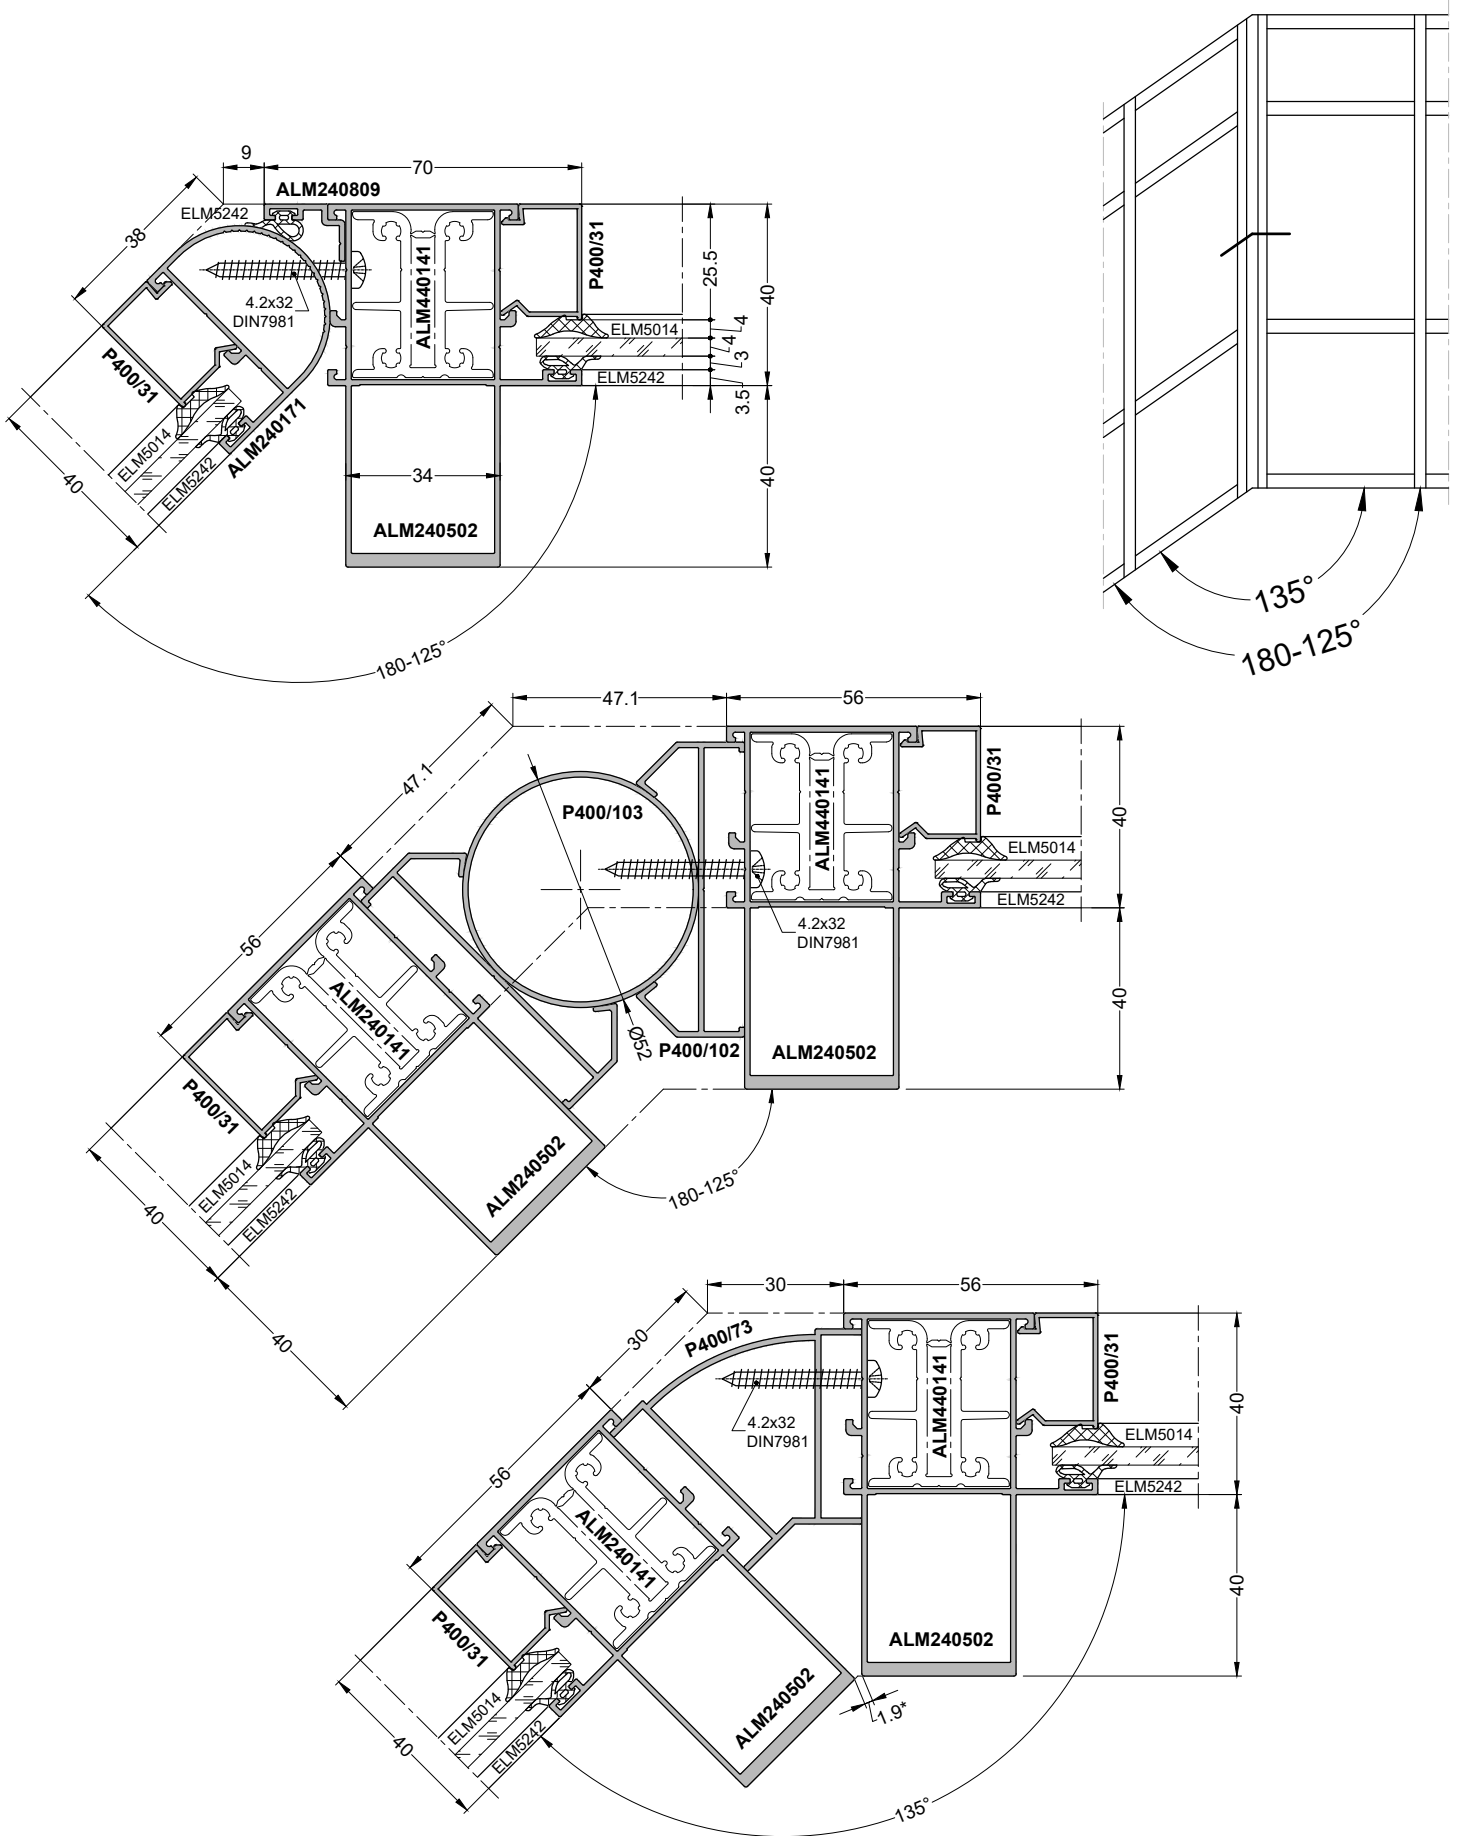 9
70
ALM240809
ELM5242
38
P400/31
ALM440141
25.5
40
4.2x32
DIN7981
4
ELM5014
4
3
ELM5242
3.5
P400/31
ALM240171
ELM5014
ELM5242
40
34
40
ALM240502
180-125°
135°
180-125°
47.1
56
47.1
P400/103
ALM440141
P400/31
40
ELM5014
ELM5242
4.2x32
DIN7981
56
ALM240141
Ø52
P400/102
ALM240502
40
P400/31
ELM5014
ELM5242
ALM240502
180-125°
40
40
30
56
30
P400/73
P400/31
ALM440141
40
4.2x32
DIN7981
ELM5014
ELM5242
56
ALM240141
40
P400/31
ALM240502
ELM5014
ELM5242
ALM240502
1.9*
40
135°